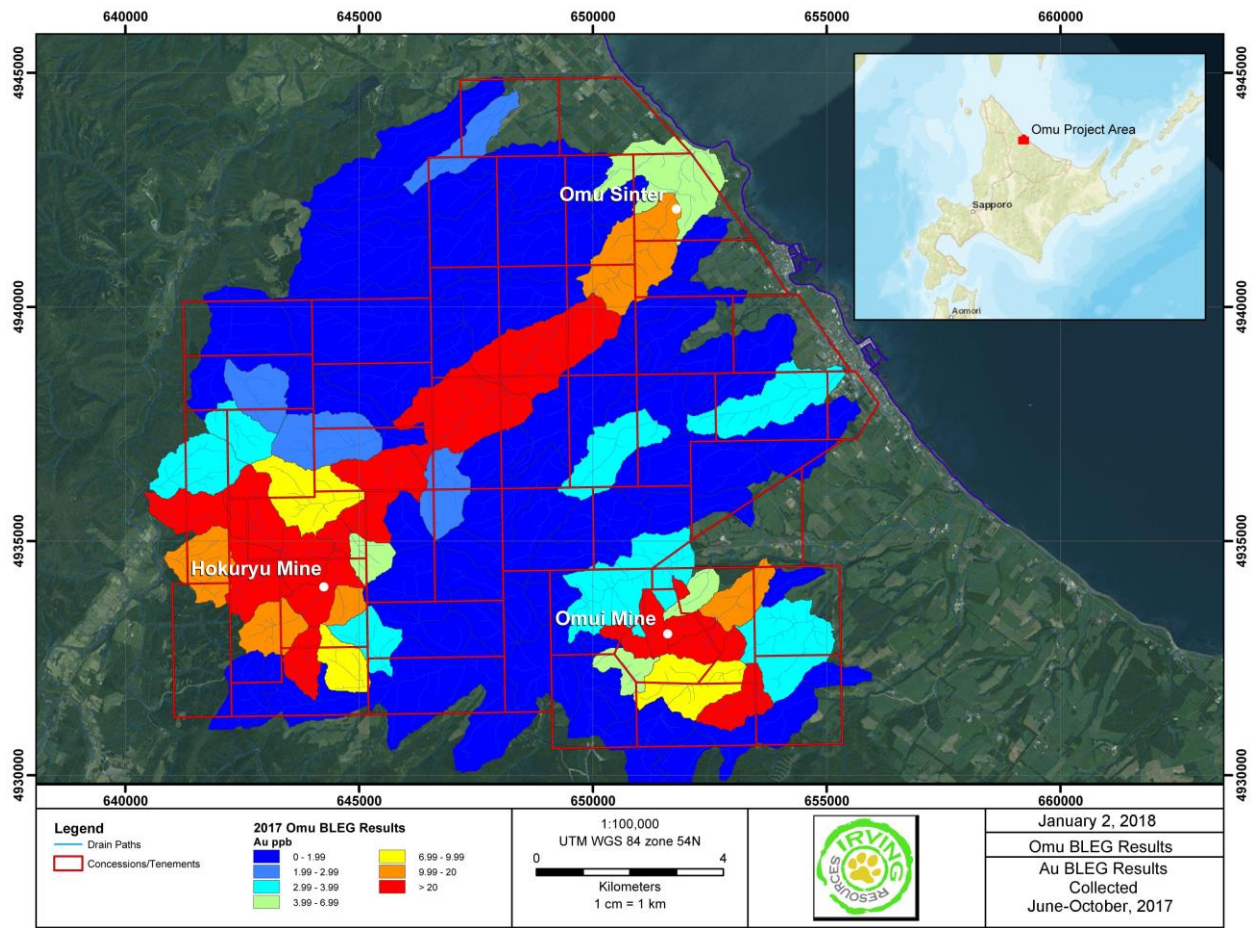 640000
645000
650000
655000
660000
4945000
4945000
4940000
4940000
4935000
4935000
4930000
4930000
Omu Project Area
Sapporo
Aomori
Omu Sinter
Hokuryu Mine
Omui Mine
640000
645000
650000
655000
660000
Legend
Drain Paths
Concessions/Tenements
2017 Omu BLEG Results
Au ppb
0 - 1.99
1.99 - 2.99
2.99 - 3.99
3.99 - 6.99
6.99 - 9.99
9.99 - 20
> 20
1:100,000
UTM WGS 84 zone 54N
0
4
Kilometers
1 cm = 1 km
IRVING
RESOURCES
January 2, 2018
Omu BLEG Results
Au BLEG Results
Collected
June-October, 2017